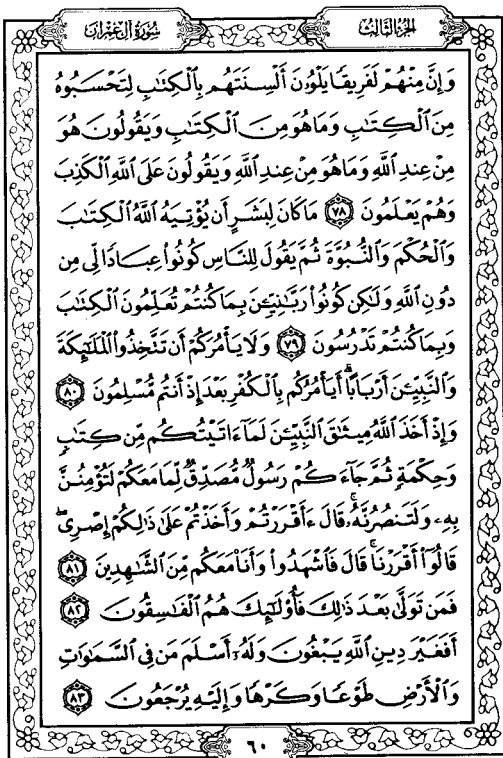 الجزء الثالث
سُورَةُ آلِ عِمْرَانَ
وَإِنَّ مِنْهُمْ لَفَرِيقًا يَلْوُۥنَ أَلْسِنَتَهُم بِٱلْكِتَٰبِ لِتَحْسَبُوهُ
مِنَ ٱلْكِتَٰبِ وَمَا هُوَ مِنَ ٱلْكِتَٰبِ وَيَقُولُونَ هُوَ
مِنْ عِندِ ٱللَّهِ وَمَا هُوَ مِنْ عِندِ ٱللَّهِ وَيَقُولُونَ عَلَى ٱللَّهِ ٱلْكَذِبَ
وَهُمْ يَعْلَمُونَ ٧٨ مَا كَانَ لِبَشَرٍ أَن يُؤْتِيَهُ ٱللَّهُ ٱلْكِتَٰبَ
وَٱلْحُكْمَ وَٱلنُّبُوَّةَ ثُمَّ يَقُولَ لِلنَّاسِ كُونُوا۟ عِبَادًا لِّى مِن
دُونِ ٱللَّهِ وَلَٰكِن كُونُوا۟ رَبَّٰنِيِّۦنَ بِمَا كُنتُمْ تُعَلِّمُونَ ٱلْكِتَٰبَ
وَبِمَا كُنتُمْ تَدْرُسُونَ ٧٩ وَلَا يَأْمُرَكُمْ أَن تَتَّخِذُوا۟ ٱلْمَلَٰٓئِكَةَ
وَٱلنَّبِيِّۦنَ أَرْبَابًا ۗ أَيَأْمُرُكُم بِٱلْكُفْرِ بَعْدَ إِذْ أَنتُم مُّسْلِمُونَ ٨٠
وَإِذْ أَخَذَ ٱللَّهُ مِيثَٰقَ ٱلنَّبِيِّۦنَ لَمَآ ءَاتَيْتُكُم مِّن كِتَٰبٍ
وَحِكْمَةٍ ثُمَّ جَآءَكُمْ رَسُولٌ مُّصَدِّقٌ لِّمَا مَعَكُمْ لَتُؤْمِنُنَّ
بِهِۦ وَلَتَنصُرُنَّهُۥ ۚ قَالَ ءَأَقْرَرْتُمْ وَأَخَذْتُمْ عَلَىٰ ذَٰلِكُمْ إِصْرِى ۖ
قَالُوٓا۟ أَقْرَرْنَا ۚ قَالَ فَٱشْهَدُوا۟ وَأَنَا۠ مَعَكُم مِّنَ ٱلشَّٰهِدِينَ ٨١
فَمَن تَوَلَّىٰ بَعْدَ ذَٰلِكَ فَأُو۟لَٰٓئِكَ هُمُ ٱلْفَٰسِقُونَ ٨٢
أَفَغَيْرَ دِينِ ٱللَّهِ يَبْغُونَ وَلَهُۥٓ أَسْلَمَ مَن فِى ٱلسَّمَٰوَٰتِ
وَٱلْأَرْضِ طَوْعًا وَكَرْهًا وَإِلَيْهِ يُرْجَعُونَ ٨٣
٦٠